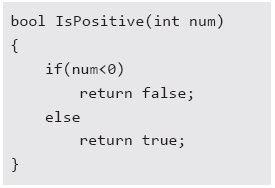 bool IsPositive(int num)
{
    if(num<0)
        return false;
    else
        return true;
}